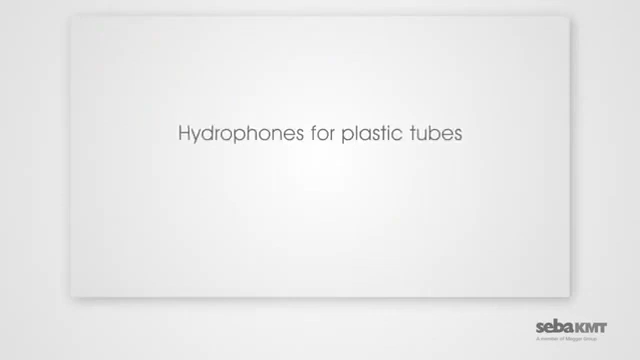 Hydrophones for plastic tubes
sebaKMT
A member of Megger Group